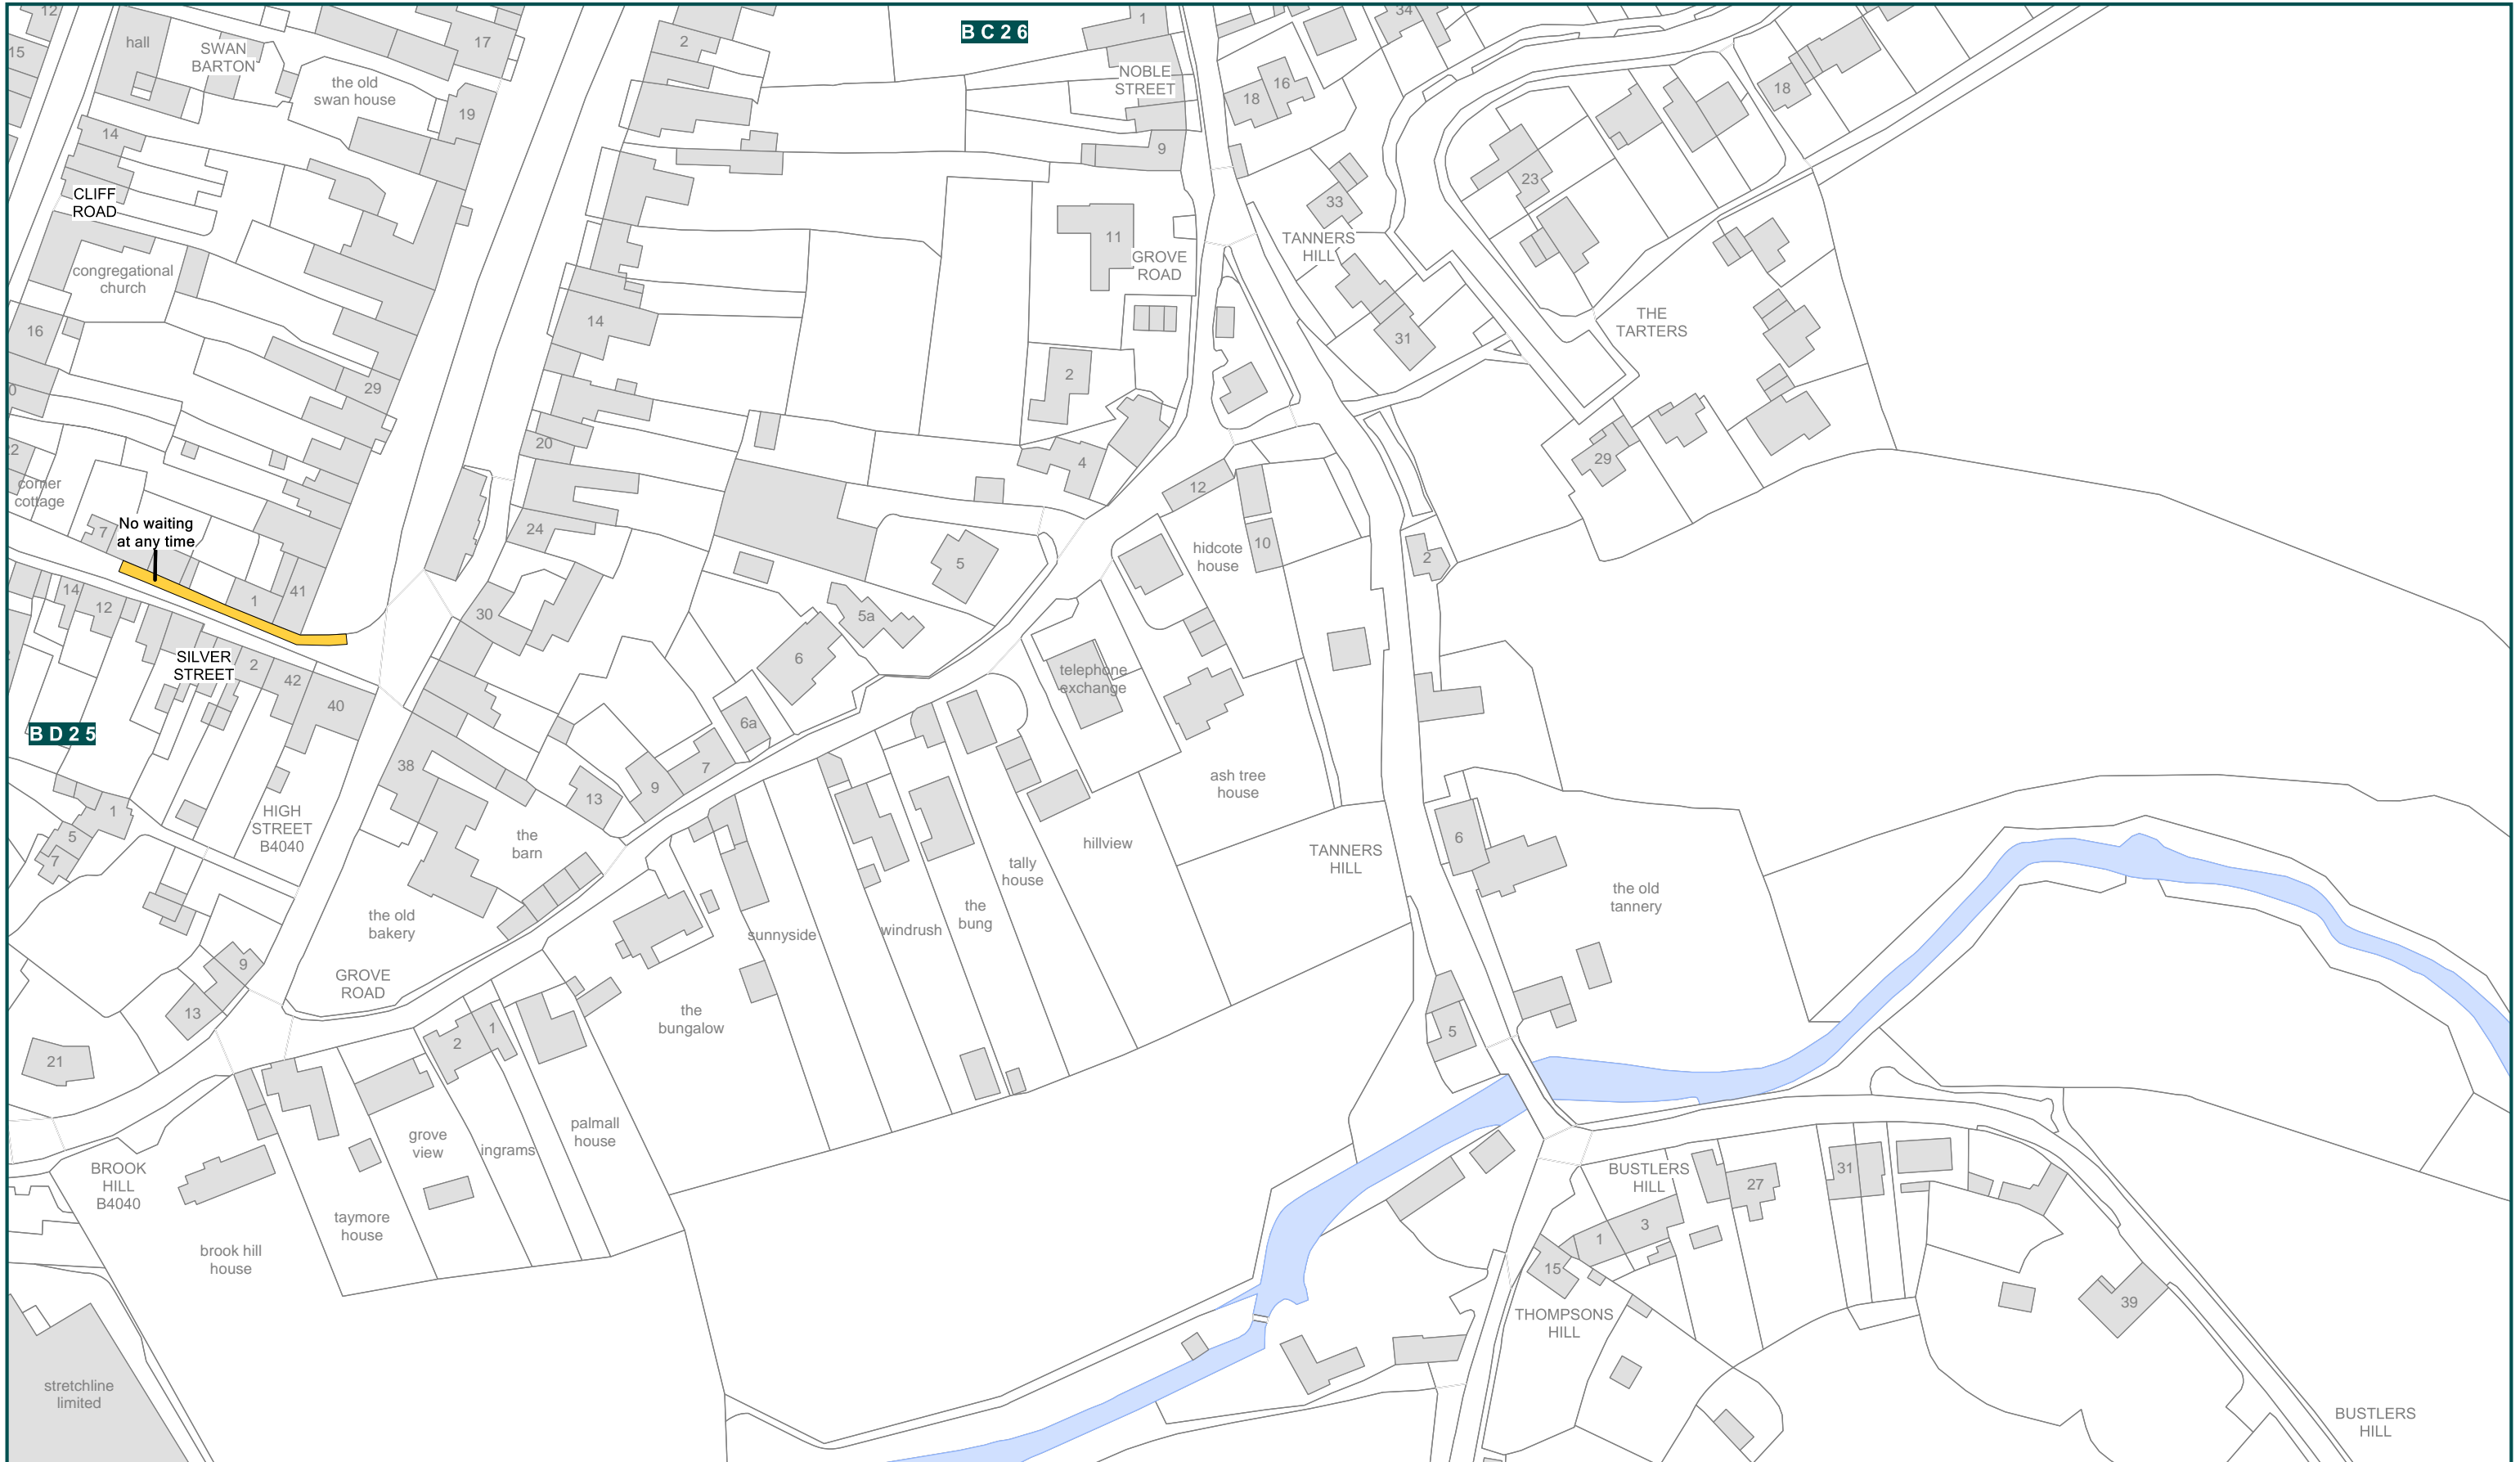 12
15
hall
SWAN
BARTON
17
the old
swan house
19
2
BC26
1
NOBLE
STREET
9
34
16
18
18
14
CLIFF
ROAD
congregational
church
16
29
22
corner
cottage
7
No waiting
at any time
1
41
14
12
SILVER
STREET
2
42
40
BD25
14
20
24
30
38
11
GROVE
ROAD
2
4
33
TANNERS
HILL
31
23
THE
TARTERS
29
12
10
hidcote
house
2
5
5a
6
6a
7
9
13
telephone
exchange
ash tree
house
hillview
tally
house
the
bung
windrush
sunnyside
the
bungalow
TANNERS
HILL
6
the old
tannery
5
1
5
7
HIGH
STREET
B4040
the
barn
the old
bakery
GROVE
ROAD
9
13
21
2
1
palmall
house
ingrams
grove
view
taymore
house
BROOK
HILL
B4040
brook hill
house
stretchline
limited
BUSTLERS
HILL
27
31
3
1
15
THOMPSONS
HILL
39
BUSTLERS
HILL